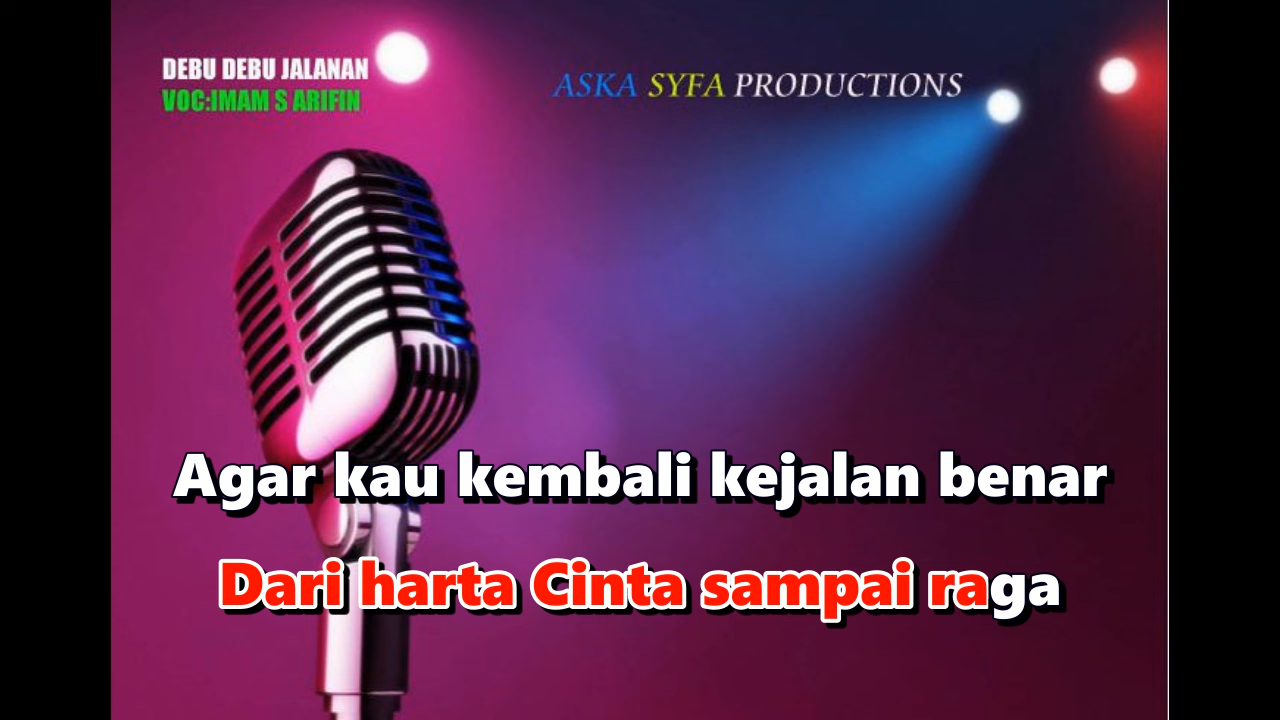 DEBU DEBU JALANAN
VOC:IMAM S ARIFIN
ASKA SYFA PRODUCTIONS
Agar kau kembali kejalan benar
Dari harta Cinta sampai raga